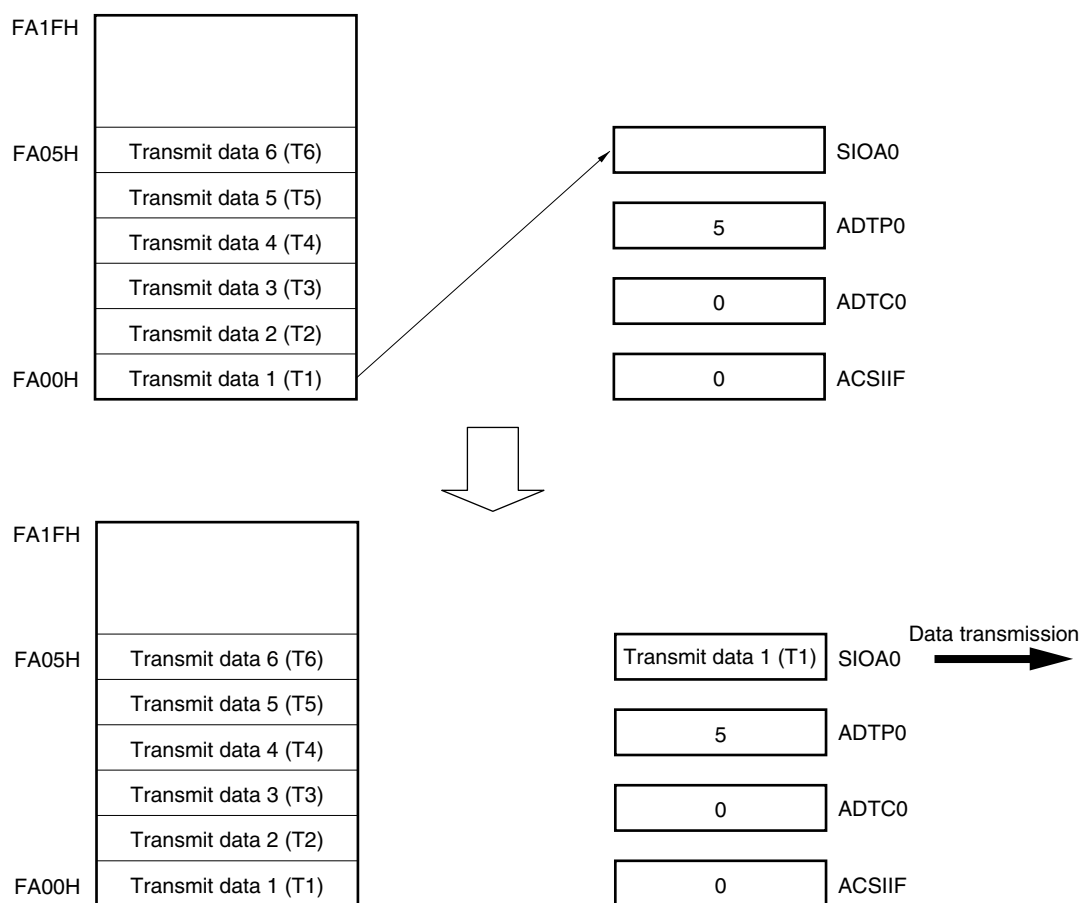 FA1FH
FA05H
Transmit data 6 (T6)
SIOA0
Transmit data 5 (T5)
5
ADTP0
Transmit data 4 (T4)
Transmit data 3 (T3)
0
ADTC0
Transmit data 2 (T2)
FA00H
Transmit data 1 (T1)
0
ACSIIF
FA1FH
Data transmission
FA05H
Transmit data 6 (T6)
Transmit data 1 (T1)
SIOA0
Transmit data 5 (T5)
5
ADTP0
Transmit data 4 (T4)
Transmit data 3 (T3)
0
ADTC0
Transmit data 2 (T2)
FA00H
Transmit data 1 (T1)
0
ACSIIF